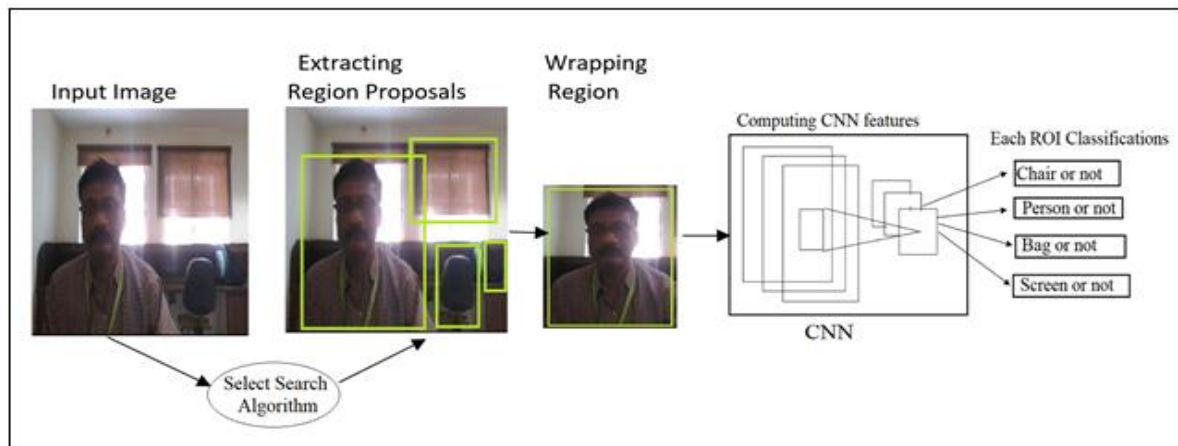 Input Image
Extracting
Region Proposals
Wrapping
Region
Computing CNN features
Each ROI Classifications
Chair or not
Person or not
Bag or not
Screen or not
CNN
Select Search
Algorithm